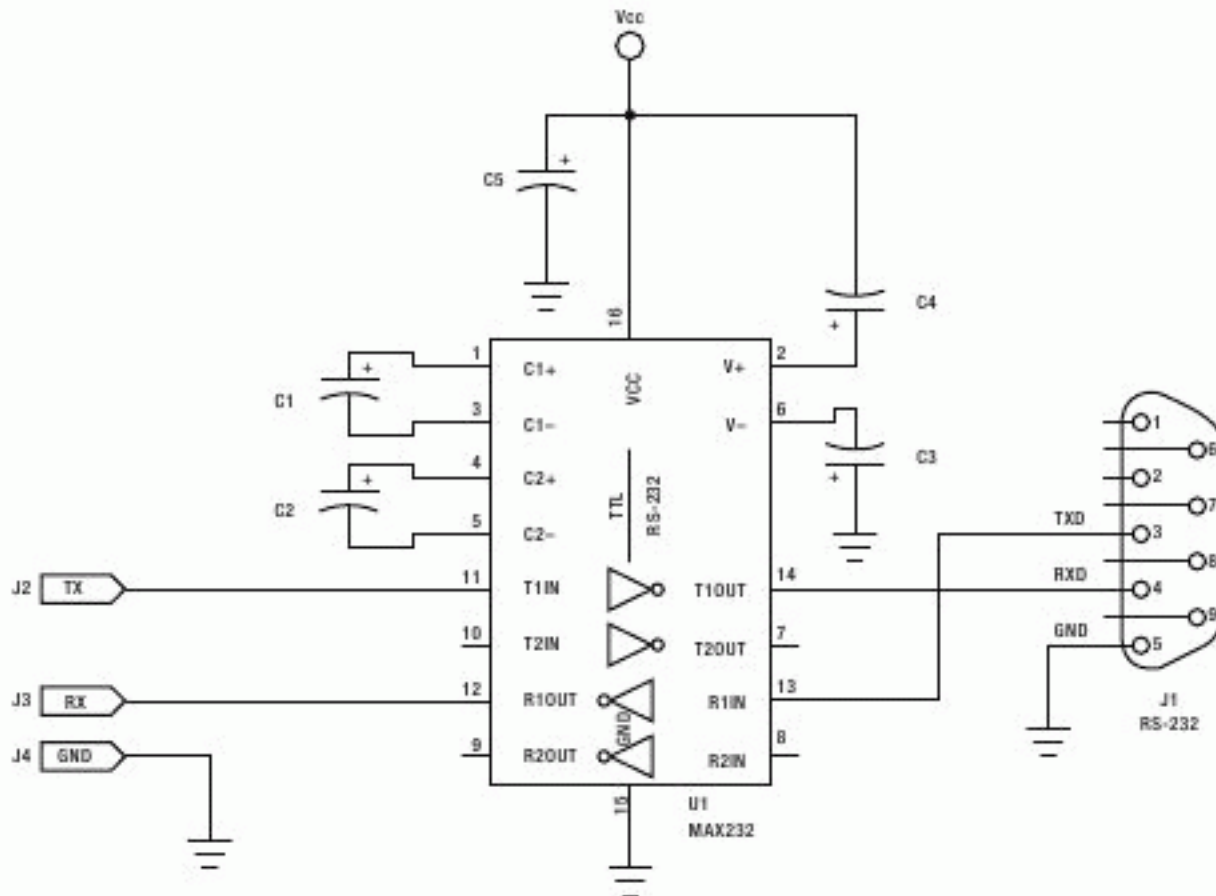 Vcc
+
C5
16
C4
+
1
C1+
VCC
V+
2
+
C1
3
C1-
V-
6
C3
+
4
C2+
+
C2
5
C2-
TTL
RS-232
J2
TX
11
T1IN
T1OUT
14
10
T2IN
T2OUT
7
J3
RX
12
R1OUT
R1IN
13
GND
J4
GND
9
R2OUT
R2IN
8
15
U1
MAX232
1
6
2
7
TXD
3
8
RXD
4
9
GND
5
J1
RS-232